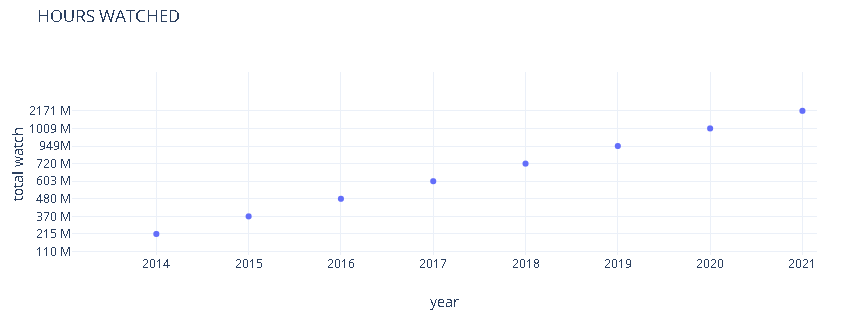 HOURS WATCHED
total watch
2171 M
1009 M
949M
720 M
603 M
480 M
370 M
215 M
110 M
2014 2015 2016 2017 2018 2019 2020 2021
year